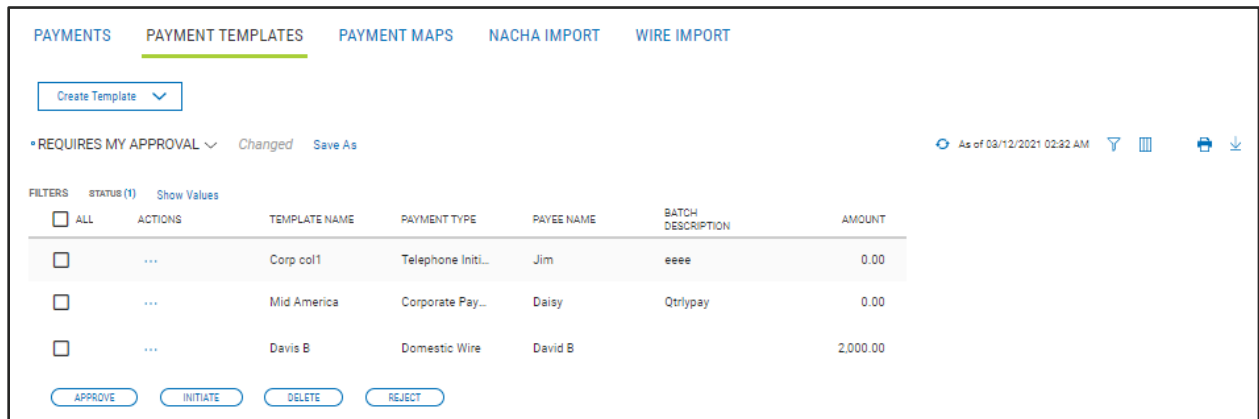 PAYMENTS PAYMENT TEMPLATES PAYMENT MAPS NACHA IMPORT WIRE IMPORT
Create Template
REQUIRES MY APPROVAL Changed Save As As of 03/12/2021 02:32 AM
FILTERS STATUS (1) Show Values
ALL ACTIONS TEMPLATE NAME PAYMENT TYPE PAYEE NAME BATCH DESCRIPTION AMOUNT
... Corp col1 Telephone Initi... Jim eeee 0.00
... Mid America Corporate Pay... Daisy Qtrlypay 0.00
... Davis B Domestic Wire David B 2,000.00
APPROVE INITIATE DELETE REJECT